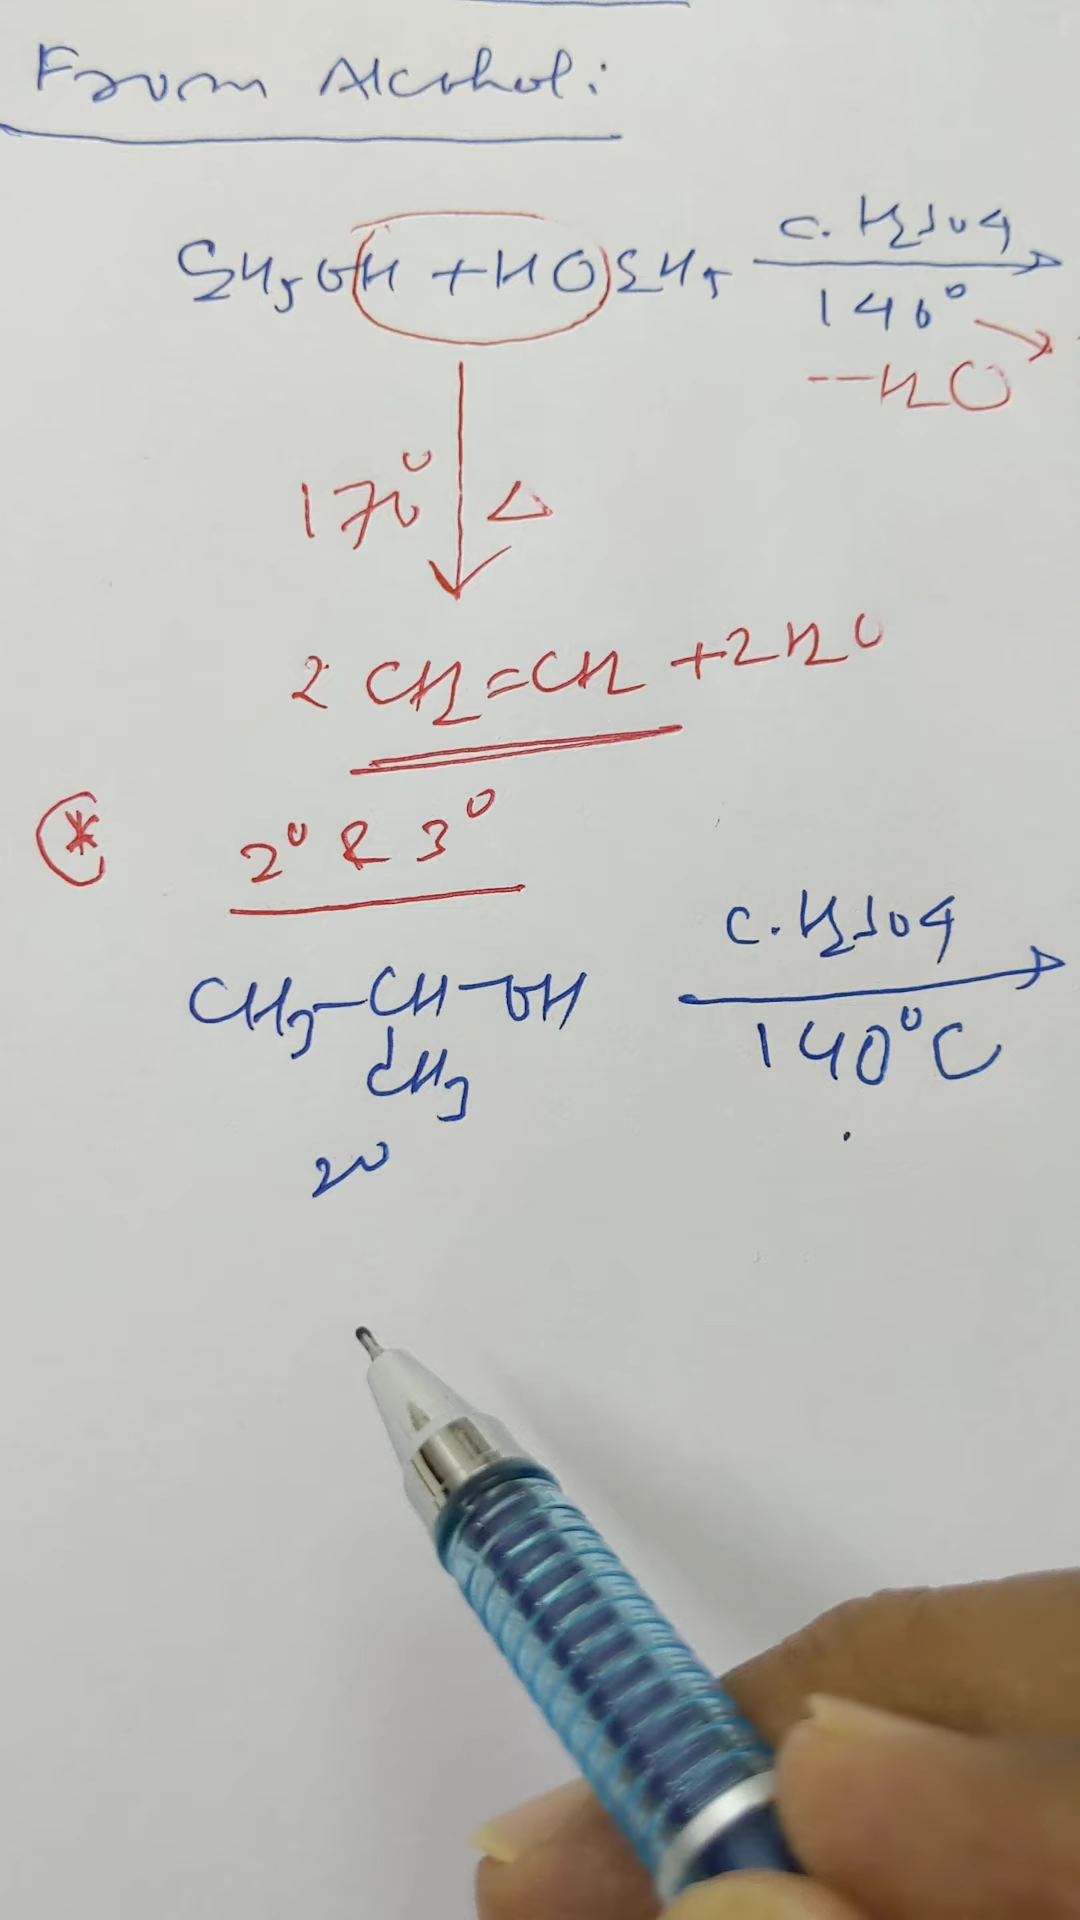 From Alcohol:
C2H5OH + HOC2H5 c. H2SO4
140°
--H2O
170° Δ
2 CH2=CH2 + 2H2O
* 2° & 3°
CH3-CH-OH c. H2SO4
CH3 140°C
2°